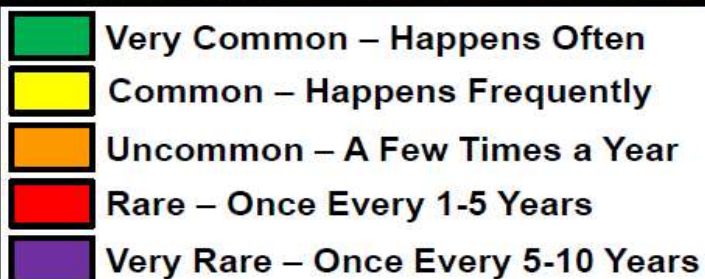 Very Common – Happens Often
Common – Happens Frequently
Uncommon – A Few Times a Year
Rare – Once Every 1-5 Years
Very Rare – Once Every 5-10 Years